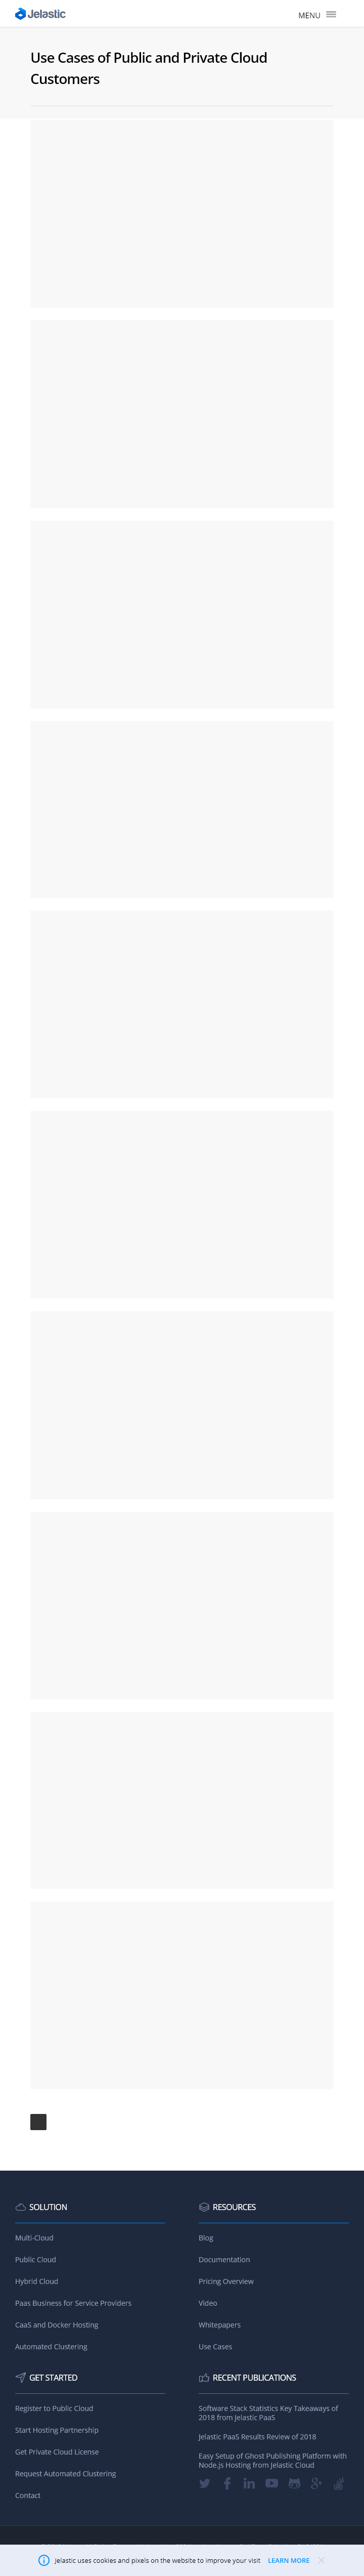 Jelastic
MENU
Use Cases of Public and Private Cloud
Customers
SOLUTION
Multi-Cloud
Public Cloud
Hybrid Cloud
Paas Business for Service Providers
CaaS and Docker Hosting
Automated Clustering
RESOURCES
Blog
Documentation
Pricing Overview
Video
Whitepapers
Use Cases
GET STARTED
Register to Public Cloud
Start Hosting Partnership
Get Private Cloud License
Request Automated Clustering
Contact
RECENT PUBLICATIONS
Software Stack Statistics Key Takeaways of
2018 from Jelastic PaaS
Jelastic PaaS Results Review of 2018
Easy Setup of Ghost Publishing Platform with
Node.js Hosting from Jelastic Cloud
Jelastic uses cookies and pixels on the website to improve your visit LEARN MORE